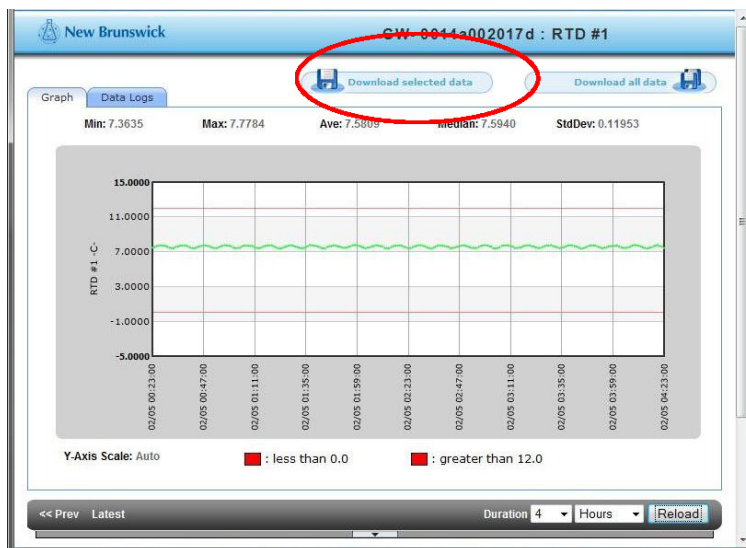 New Brunswick
GW- 0014a002017d : RTD #1
Download selected data
Download all data
Graph
Data Logs
Min: 7.3635
Max: 7.7784
Ave: 7.5809
Median: 7.5940
StdDev: 0.11953
RTD #1 -C-
15.0000
11.0000
7.0000
3.0000
-1.0000
-5.0000
02/05 00:23:00
02/05 00:47:00
02/05 01:11:00
02/05 01:35:00
02/05 01:59:00
02/05 02:23:00
02/05 02:47:00
02/05 03:11:00
02/05 03:35:00
02/05 03:59:00
02/05 04:23:00
Y-Axis Scale: Auto
: less than 0.0
: greater than 12.0
<< Prev Latest
Duration 4 Hours Reload